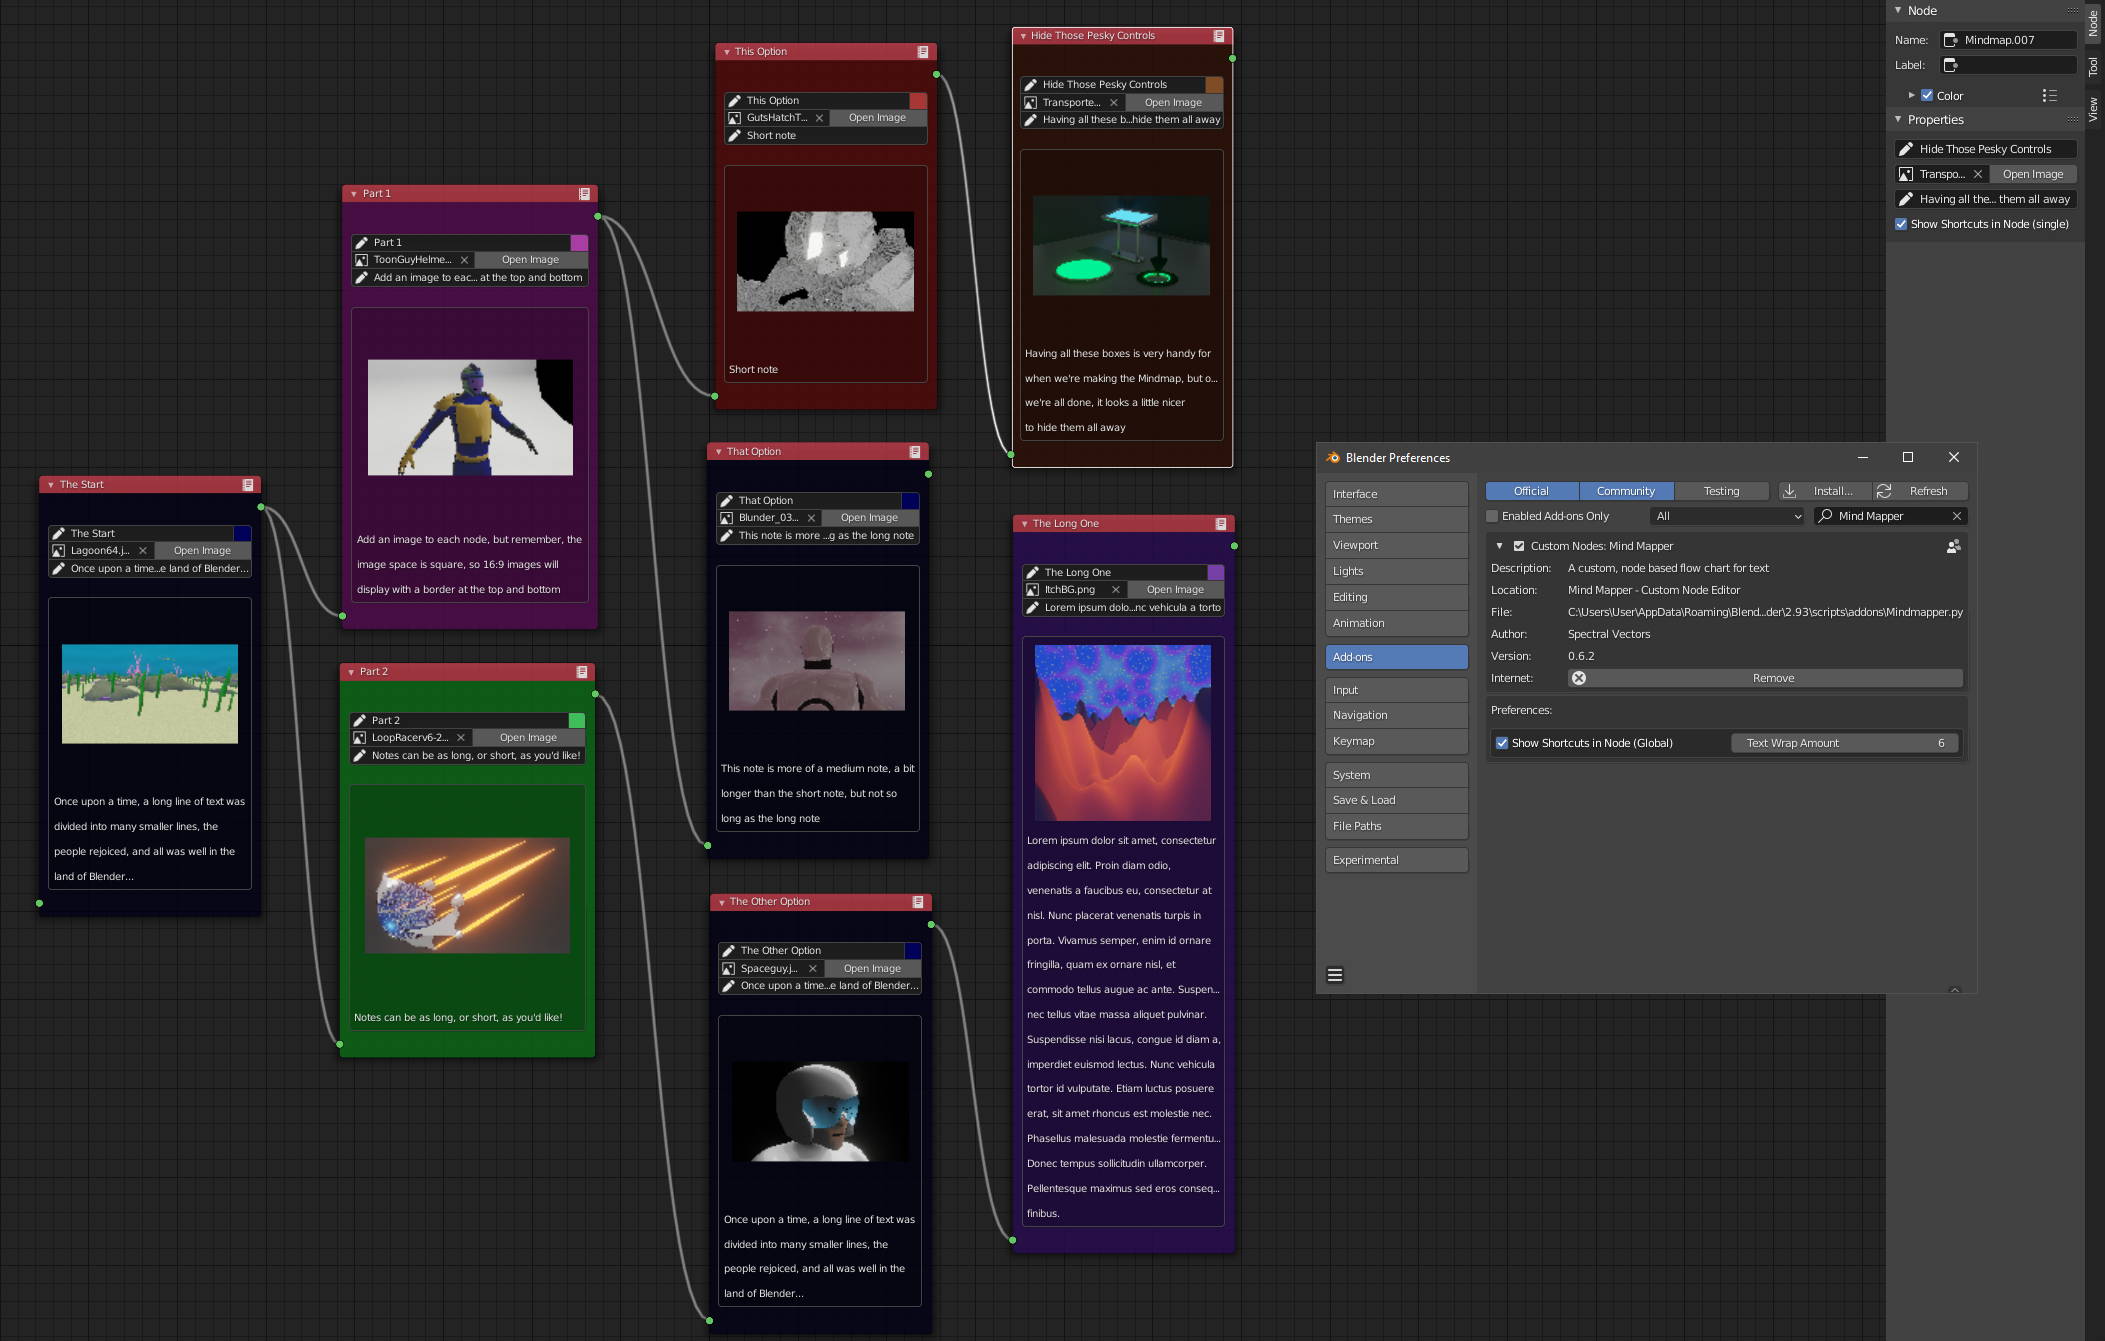 The Start
The Start
Lagoon64.j...
Open Image
Once upon a time...e land of Blender...
Once upon a time, a long line of text was
divided into many smaller lines, the
people rejoiced, and all was well in the
land of Blender...
Part 1
Part 1
ToonGuyHelme...
Open Image
Add an image to eac... at the top and bottom
Add an image to each node, but remember, the
image space is square, so 16:9 images will
display with a border at the top and bottom
Part 2
Part 2
LoopRacerv6-2...
Open Image
Notes can be as long, or short, as you'd like!
Notes can be as long, or short, as you'd like!
This Option
This Option
GutsHatchT...
Open Image
Short note
Short note
That Option
That Option
Blunder_03...
Open Image
This note is more ...g as the long note
This note is more of a medium note, a bit
longer than the short note, but not so
long as the long note
The Other Option
The Other Option
Spaceguy.j...
Open Image
Once upon a time...e land of Blender...
Once upon a time, a long line of text was
divided into many smaller lines, the
people rejoiced, and all was well in the
land of Blender...
Hide Those Pesky Controls
Hide Those Pesky Controls
Transporte...
Open Image
Having all these b...hide them all away
Having all these boxes is very handy for
when we're making the Mindmap, but o...
we're all done, it looks a little nicer
to hide them all away
The Long One
The Long One
ItchBG.png
Open Image
Lorem ipsum dolo...nc vehicula a torto
Lorem ipsum dolor sit amet, consectetur
adipiscing elit. Proin diam odio,
venenatis a faucibus eu, consectetur at
nisl. Nunc placerat venenatis turpis in
porta. Vivamus semper, enim id ornare
fringilla, quam ex ornare nisl, et
commodo tellus augue ac ante. Suspen...
nec tellus vitae massa aliquet pulvinar.
Suspendisse nisi lacus, congue id diam a,
imperdiet euismod lectus. Nunc vehicula
tortor id vulputate. Etiam luctus posuere
erat, sit amet rhoncus est molestie nec.
Phasellus malesuada molestie fermentu...
Donec tempus sollicitudin ullamcorper.
Pellentesque maximus sed eros conseq...
finibus.
Blender Preferences
Interface
Themes
Viewport
Lights
Editing
Animation
Add-ons
Input
Navigation
Keymap
System
Save & Load
File Paths
Experimental
Official
Community
Testing
Install...
Refresh
Enabled Add-ons Only
All
Mind Mapper
Custom Nodes: Mind Mapper
Description: A custom, node based flow chart for text
Location: Mind Mapper - Custom Node Editor
File: C:\Users\User\AppData\Roaming\Blend...der\2.93\scripts\addons\Mindmapper.py
Author: Spectral Vectors
Version: 0.6.2
Internet: Remove
Preferences:
Show Shortcuts in Node (Global)
Text Wrap Amount 6
Node
Name: Mindmap.007
Label:
Color
Properties
Hide Those Pesky Controls
Transpo...
Open Image
Having all the... them all away
Show Shortcuts in Node (single)
Node
Tool
View